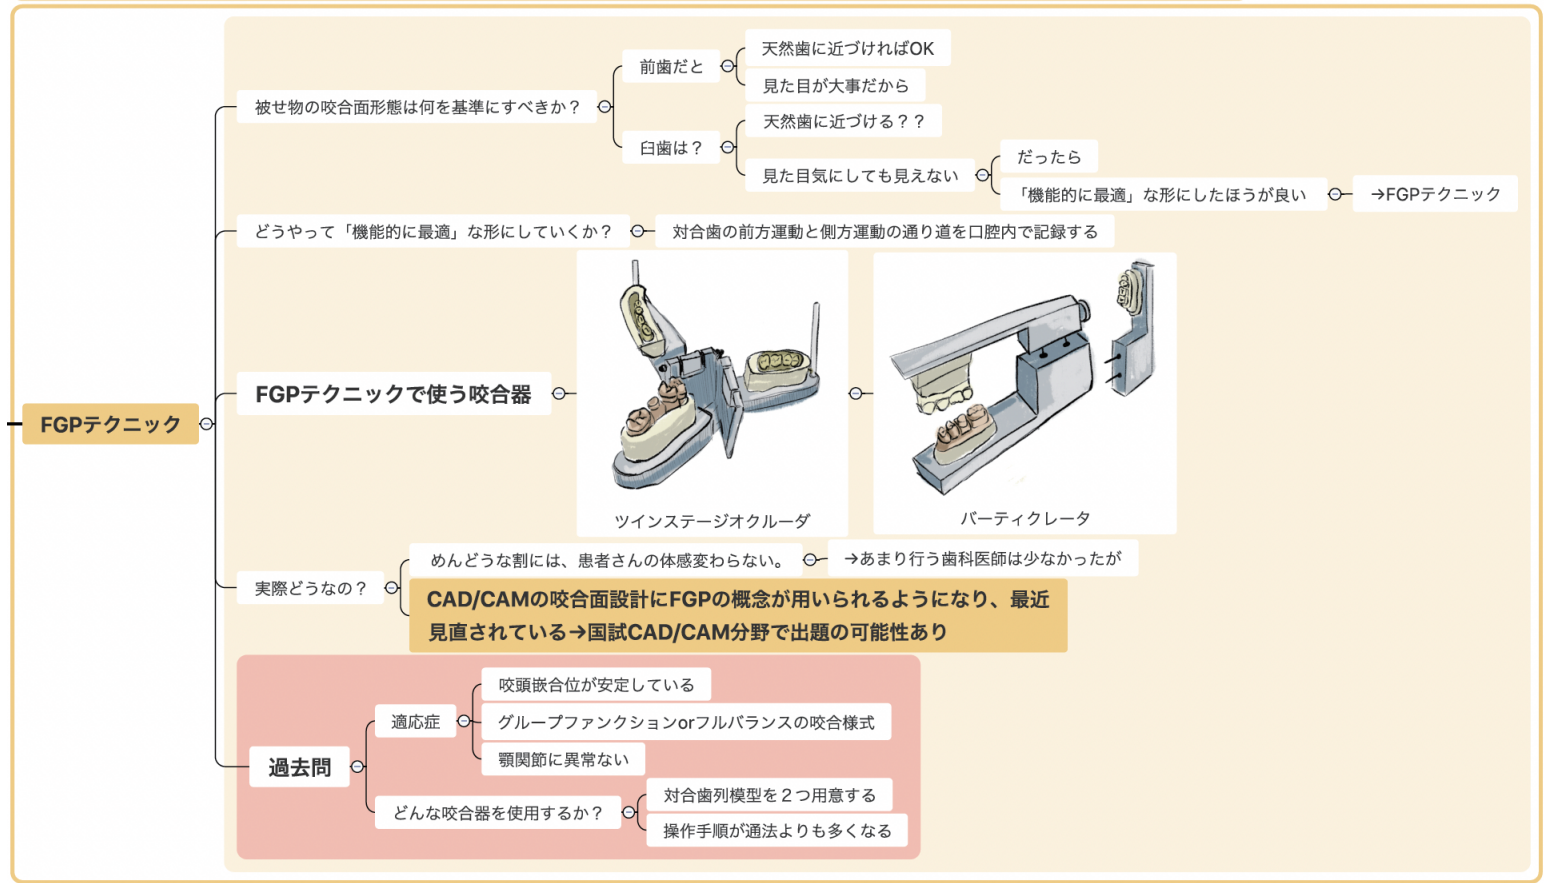 FGPテクニック
被せ物の咬合面形態は何を基準にすべきか？
前歯だと
天然歯に近づければOK
見た目が大事だから
臼歯は？
天然歯に近づける？？
見た目気にしても見えない
だったら
「機能的に最適」な形にしたほうが良い
→FGPテクニック
どうやって「機能的に最適」な形にしていくか？
対合歯の前方運動と側方運動の通り道を口腔内で記録する
FGPテクニックで使う咬合器
ツインステージオクルーダ
バーティクレータ
実際どうなの？
めんどうな割には、患者さんの体感変わらない。
→あまり行う歯科医師は少なかったが
CAD/CAMの咬合面設計にFGPの概念が用いられるようになり、最近
見直されている→国試CAD/CAM分野で出題の可能性あり
過去問
適応症
咬頭嵌合位が安定している
グループファンクションorフルバランスの咬合様式
顎関節に異常ない
どんな咬合器を使用するか？
対合歯列模型を２つ用意する
操作手順が通法よりも多くなる